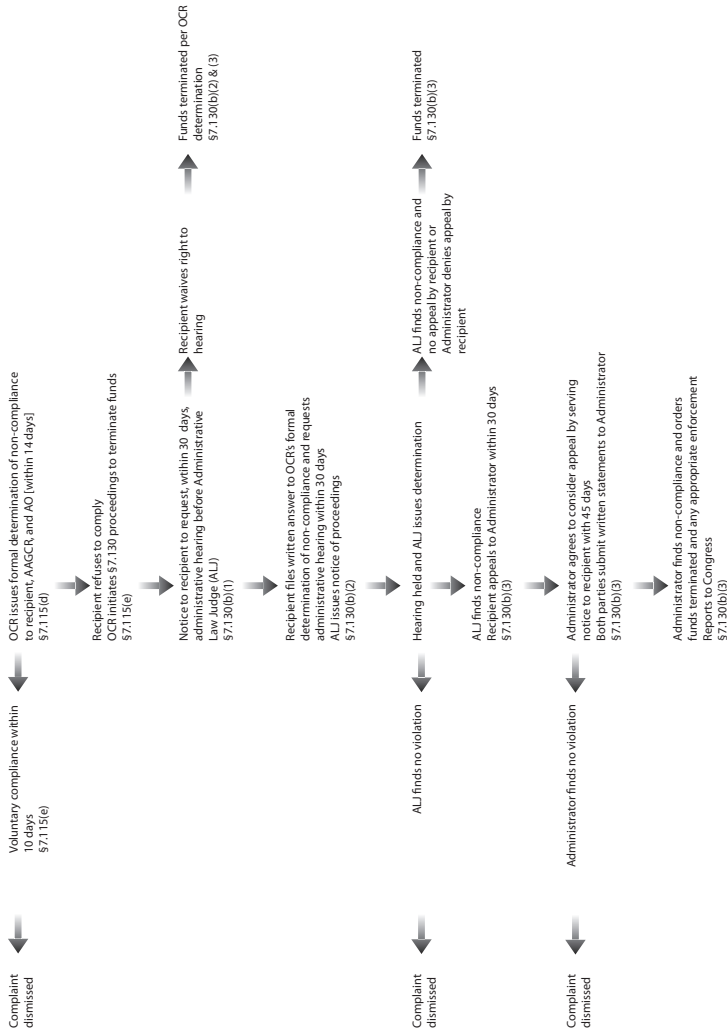 Complaint
dismissed
Voluntary compliance within
10 days
§7.115(e)
OCR issues formal determination of non-compliance
to recipient, AAGCR, and AO [within 14 days]
§7.115(d)
Recipient refuses to comply
OCR initiates §7.130 proceedings to terminate funds
§7.115(e)
Notice to recipient to request, wtihin 30 days,
administrative hearing before Administrative
Law Judge (ALJ)
§7.130(b)(1)
Recipient waives right to
hearing
Funds terminated per OCR
determination
§7.130(b)(2) & (3)
Recipient files written answer to OCR's formal
determination of non-compliance and requests
administrative hearing within 30 days
ALJ issues notice of proceedings
§7.130(b)(2)
Complaint
dismissed
ALJ finds no violation
Hearing held and ALJ issues determination
ALJ finds non-compliance and
no appeal by recipient or
Administrator denies appeal by
recipient
Funds terminated
§7.130(b)(3)
ALJ finds non-compliance
Recipient appeals to Administrator within 30 days
§7.130(b)(3)
Complaint
dismissed
Administrator finds no violation
Administrator agrees to consider appeal by serving
notice to recipient with 45 days
Both parties submit written statements to Administrator
§7.130(b)(3)
Administrator finds non-compliance and orders
funds terminated and any appropriate enforcement
Reports to Congress
§7.130(b)(3)